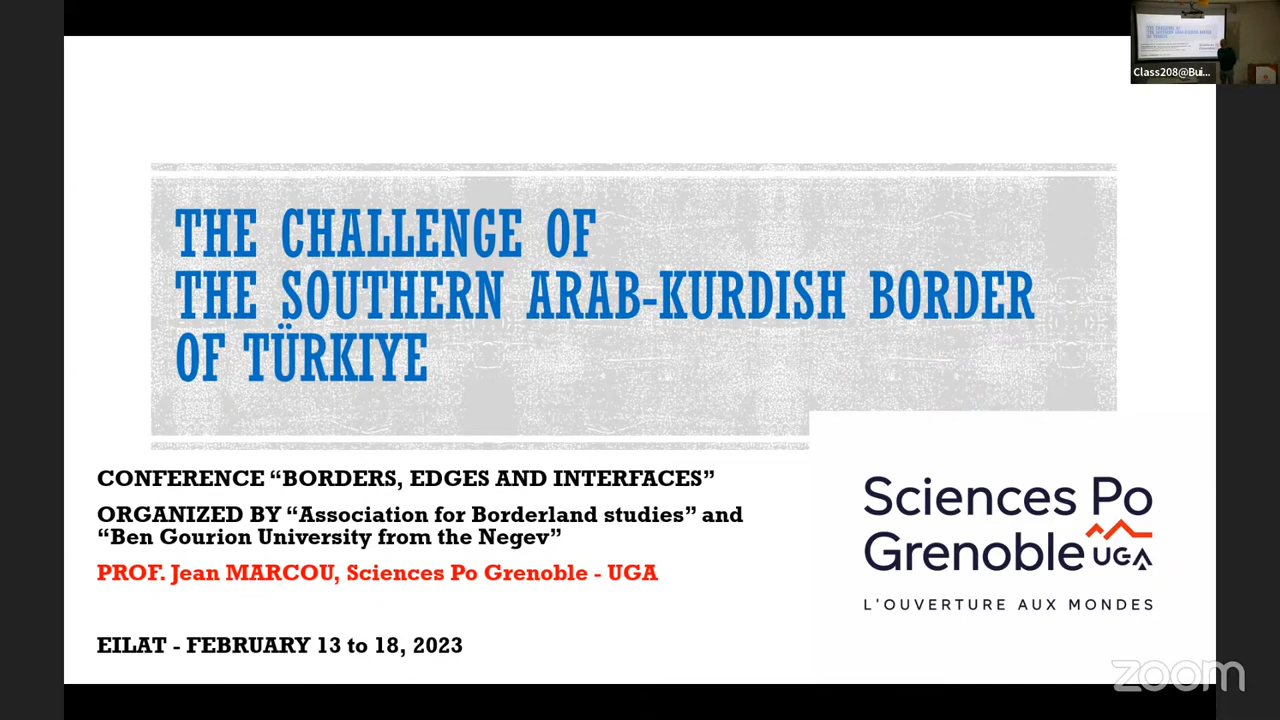 Class208@Bui...
THE CHALLENGE OF
THE SOUTHERN ARAB-KURDISH BORDER
OF TÜRKIYE
CONFERENCE “BORDERS, EDGES AND INTERFACES”
ORGANIZED BY “Association for Borderland studies” and
“Ben Gourion University from the Negev”
PROF. Jean MARCOU, Sciences Po Grenoble - UGA
EILAT - FEBRUARY 13 to 18, 2023
Sciences Po
Grenoble UGA
L'OUVERTURE AUX MONDES
zoom